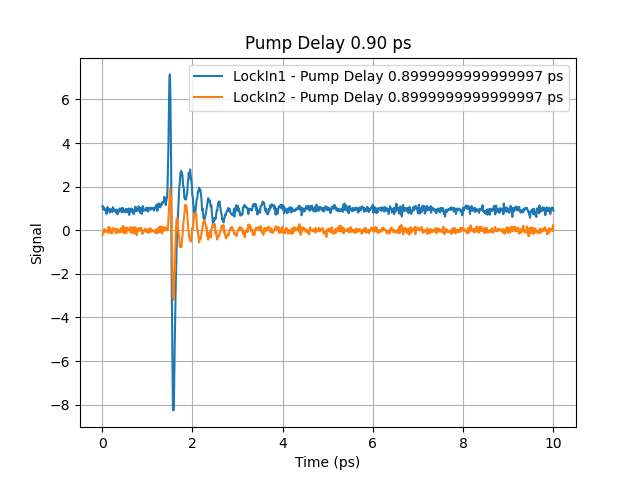 Pump Delay 0.90 ps
LockIn1 - Pump Delay 0.8999999999999997 ps
LockIn2 - Pump Delay 0.8999999999999997 ps
6
4
2
0
−2
−4
−6
−8
Signal
0 2 4 6 8 10
Time (ps)